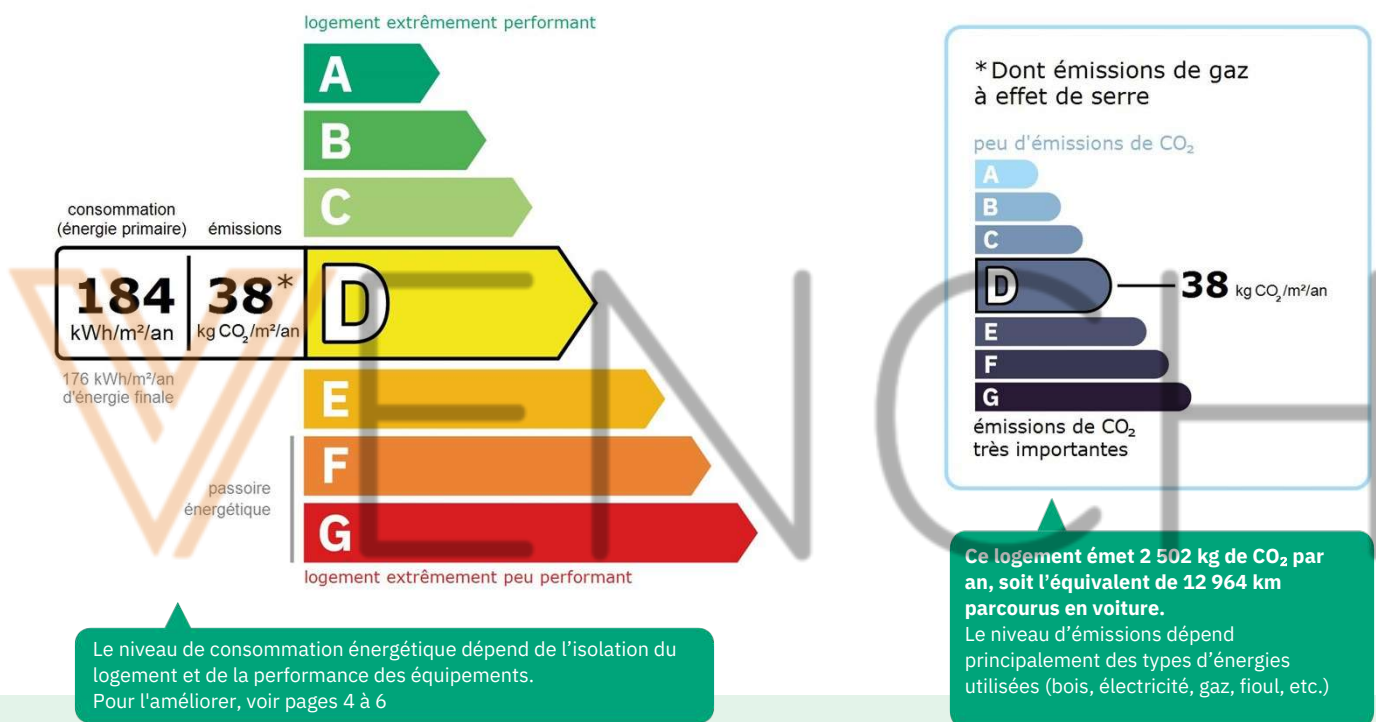 logement extrêmement performant
A
B
C
consommation
(énergie primaire)
émissions
184
kWh/m²/an
38*
kg CO₂/m²/an
D
176 kWh/m²/an
d'énergie finale
E
F
passoire
énergétique
G
logement extrêmement peu performant
Le niveau de consommation énergétique dépend de l’isolation du
logement et de la performance des équipements.
Pour l'améliorer, voir pages 4 à 6
*Dont émissions de gaz
à effet de serre
peu d'émissions de CO₂
A
B
C
D
38 kg CO₂/m²/an
E
F
G
émissions de CO₂
très importantes
Ce logement émet 2 502 kg de CO₂ par
an, soit l’équivalent de 12 964 km
parcourus en voiture.
Le niveau d’émissions dépend
principalement des types d’énergies
utilisées (bois, électricité, gaz, fioul, etc.)
VENCH